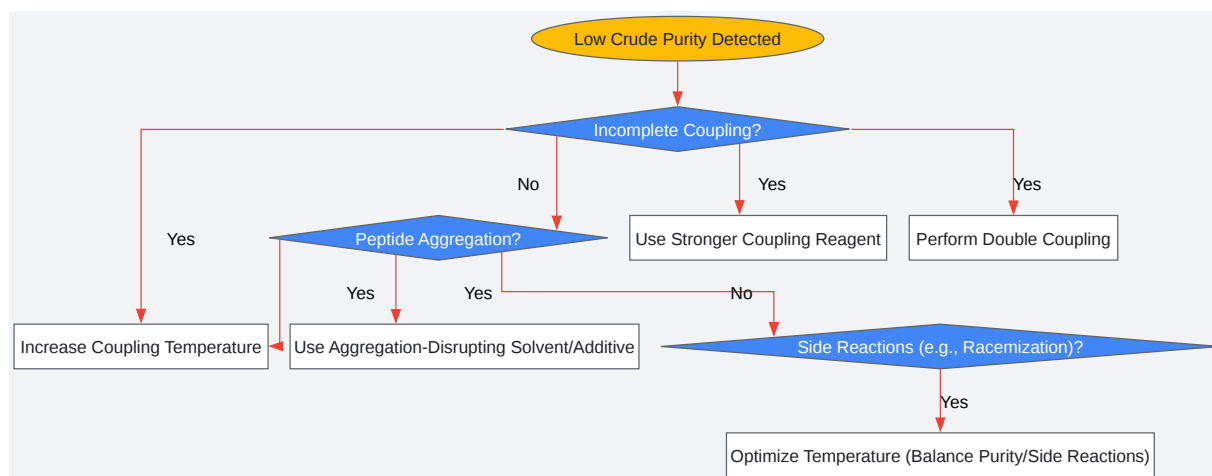 Low Crude Purity Detected
Incomplete Coupling?
No
Yes
Yes
Yes
Peptide Aggregation?
Use Stronger Coupling Reagent
Perform Double Coupling
Yes
Yes
No
Increase Coupling Temperature
Use Aggregation-Disrupting Solvent/Additive
Side Reactions (e.g., Racemization)?
Yes
Optimize Temperature (Balance Purity/Side Reactions)